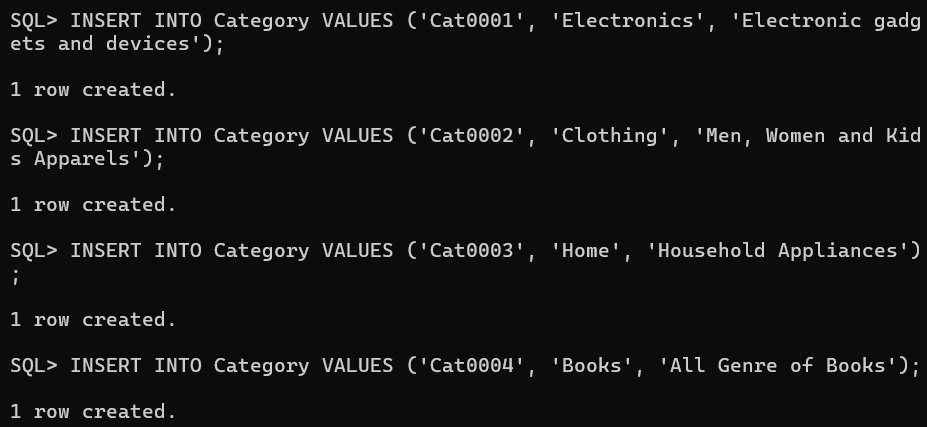 SQL> INSERT INTO Category VALUES ('Cat0001', 'Electronics', 'Electronic gadg
ets and devices');
1 row created.
SQL> INSERT INTO Category VALUES ('Cat0002', 'Clothing', 'Men, Women and Kid
s Apparels');
1 row created.
SQL> INSERT INTO Category VALUES ('Cat0003', 'Home', 'Household Appliances')
;
1 row created.
SQL> INSERT INTO Category VALUES ('Cat0004', 'Books', 'All Genre of Books');
1 row created.